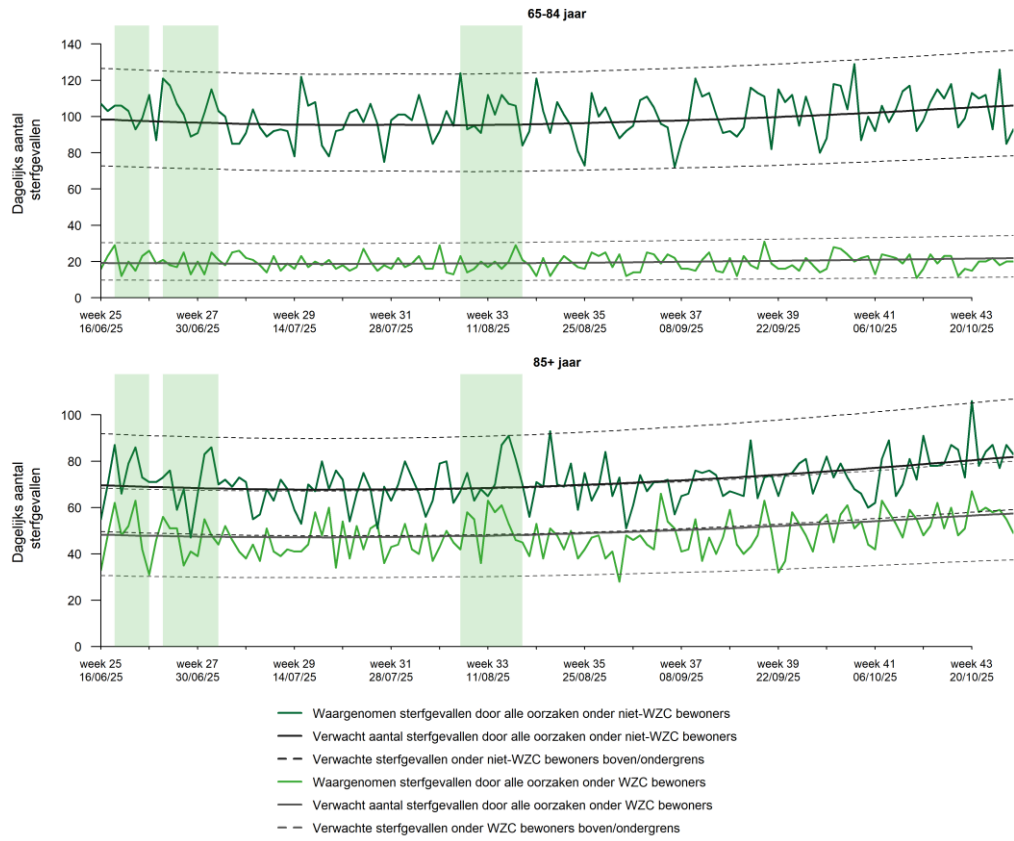 65-84 jaar
Dagelijks aantal
sterfgevallen
140
120
100
80
60
40
20
0
week 25 week 27 week 29 week 31 week 33 week 35 week 37 week 39 week 41 week 43
16/06/25 30/06/25 14/07/25 28/07/25 11/08/25 25/08/25 08/09/25 22/09/25 06/10/25 20/10/25
85+ jaar
Dagelijks aantal
sterfgevallen
100
80
60
40
20
0
week 25 week 27 week 29 week 31 week 33 week 35 week 37 week 39 week 41 week 43
16/06/25 30/06/25 14/07/25 28/07/25 11/08/25 25/08/25 08/09/25 22/09/25 06/10/25 20/10/25
Waargenomen sterfgevallen door alle oorzaken onder niet-WZC bewoners
Verwacht aantal sterfgevallen door alle oorzaken onder niet-WZC bewoners
Verwachte sterfgevallen onder niet-WZC bewoners boven/ondergrens
Waargenomen sterfgevallen door alle oorzaken onder WZC bewoners
Verwacht aantal sterfgevallen door alle oorzaken onder WZC bewoners
Verwachte sterfgevallen onder WZC bewoners boven/ondergrens